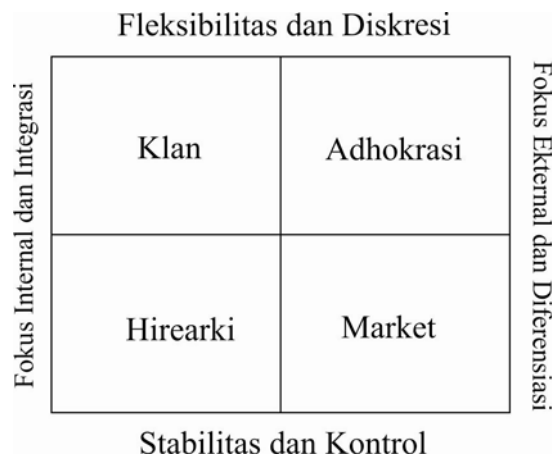 Fleksibilitas dan Diskresi
Fokus Internal dan Integrasi
Klan
Adhokrasi
Fokus Ekternal dan Diferensiasi
Hirearki
Market
Stabilitas dan Kontrol